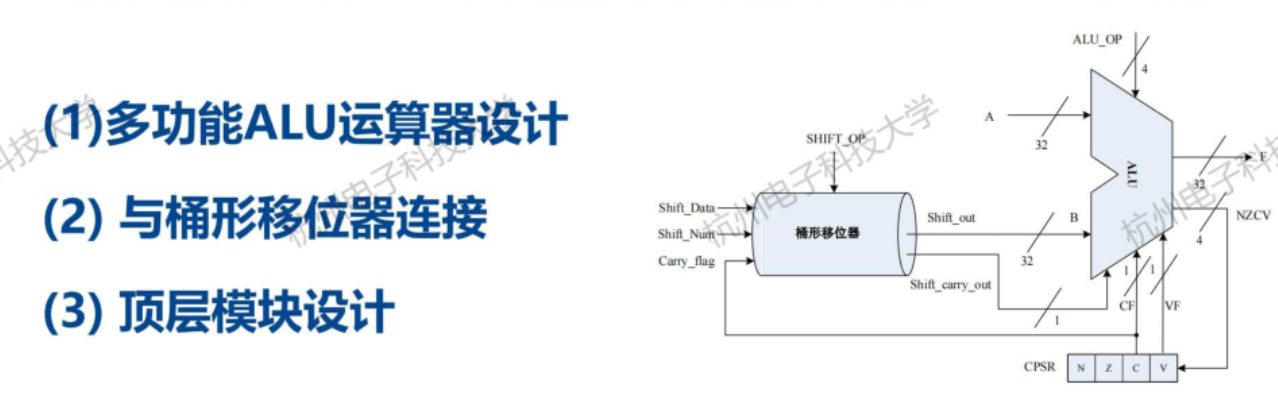 (1)多功能ALU运算器设计
(2) 与桶形移位器连接
(3) 顶层模块设计
ALU_OP
4
A
32
SHIFT_OP
ALU
F
32
Shift_Data
Shift_Num
Carry_flag
桶形移位器
Shift_out
B
32
NZCV
4
Shift_carry_out
1
1
1
CF
VF
CPSR
N Z C V
杭州电子科技大学
杭州电子科技大学
杭州电子科技
科技大学